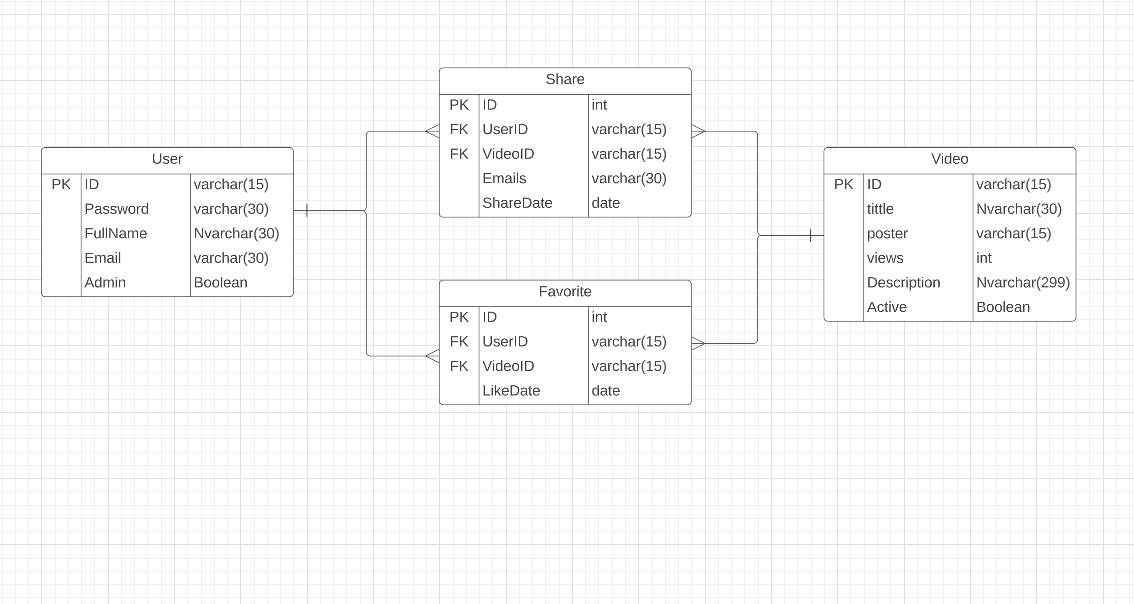 User
PK ID varchar(15)
Password varchar(30)
FullName Nvarchar(30)
Email varchar(30)
Admin Boolean
Share
PK ID int
FK UserID varchar(15)
FK VideoID varchar(15)
Emails varchar(30)
ShareDate date
Favorite
PK ID int
FK UserID varchar(15)
FK VideoID varchar(15)
LikeDate date
Video
PK ID varchar(15)
tittle Nvarchar(30)
poster varchar(15)
views int
Description Nvarchar(299)
Active Boolean